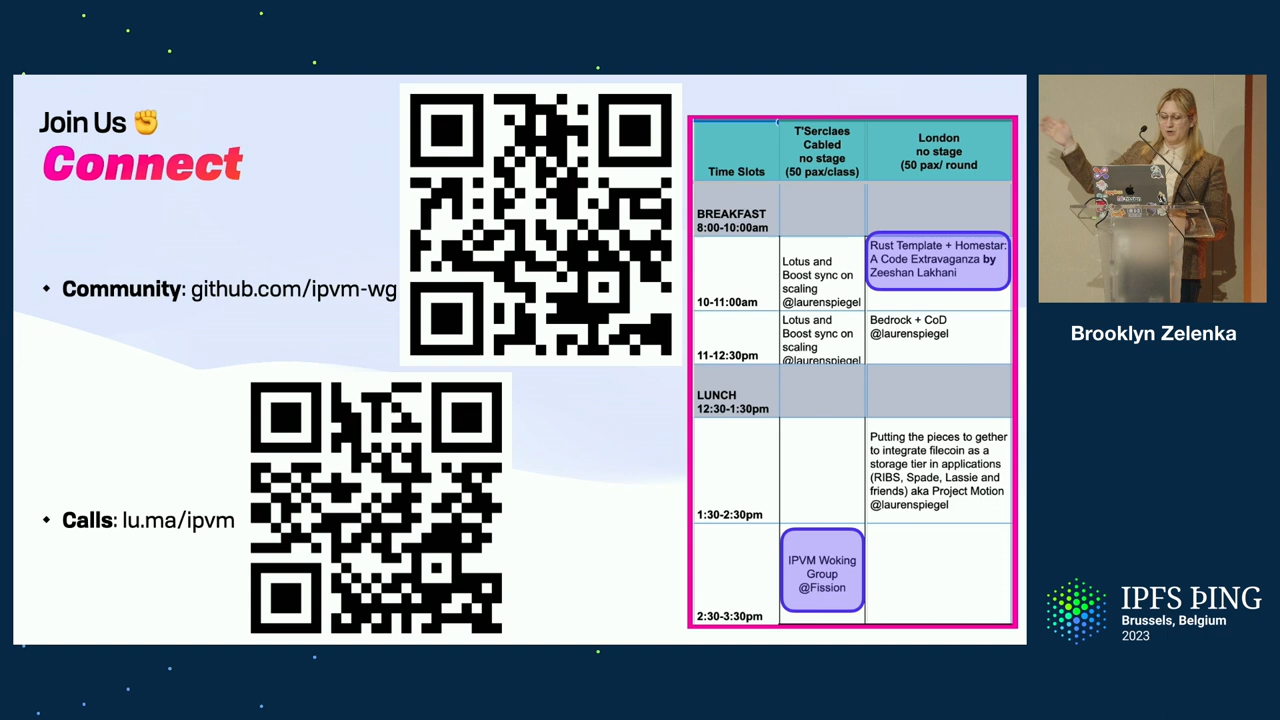 Join Us ✊
Connect
• Community: github.com/ipvm-wg
• Calls: lu.ma/ipvm
Time Slots
T'Serclaes
Cabled
no stage
(50 pax/class)
London
no stage
(50 pax/ round
BREAKFAST
8:00-10:00am
10-11:00am
Lotus and
Boost sync on
scaling
@laurenspiegel
Rust Template + Homestar:
A Code Extravaganza by
Zeeshan Lakhani
11-12:30pm
Lotus and
Boost sync on
scaling
@laurenspiegel
Bedrock + CoD
@laurenspiegel
LUNCH
12:30-1:30pm
1:30-2:30pm
Putting the pieces to gether
to integrate filecoin as a
storage tier in applications
(RIBS, Spade, Lassie and
friends) aka Project Motion
@laurenspiegel
2:30-3:30pm
IPVM Woking
Group
@Fission
Brooklyn Zelenka
IPFS ÞING
Brussels, Belgium
2023